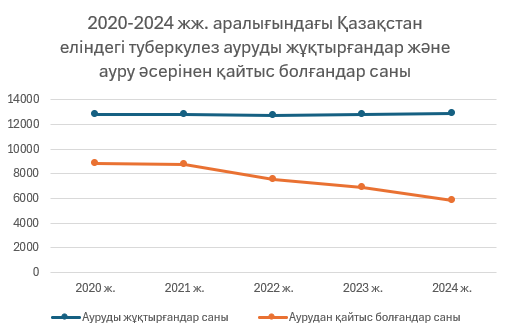 2020-2024 жж. аралығындағы Қазақстан
еліндегі туберкулез ауруды жұқтырғандар және
ауру әсерінен қайтыс болғандар саны
14000
12000
10000
8000
6000
4000
2000
0
2020 ж. 2021 ж. 2022 ж. 2023 ж. 2024 ж.
Ауруды жұқтырғандар саны Аурудан қайтыс болғандар саны